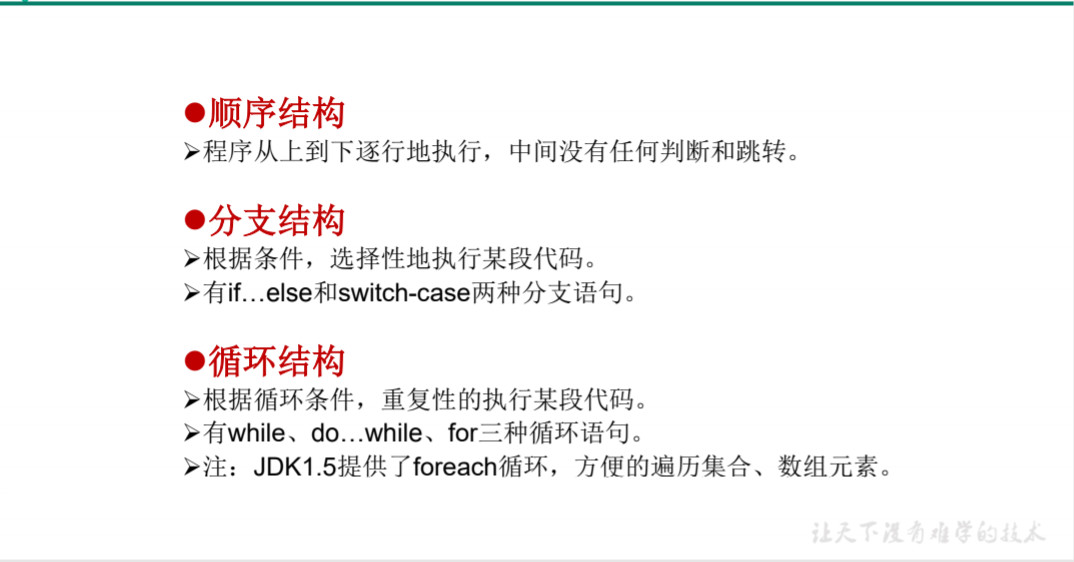 ●顺序结构
➢程序从上到下逐行地执行，中间没有任何判断和跳转。
●分支结构
➢根据条件，选择性地执行某段代码。
➢有if…else和switch-case两种分支语句。
●循环结构
➢根据循环条件，重复性的执行某段代码。
➢有while、do…while、for三种循环语句。
➢注：JDK1.5提供了foreach循环，方便的遍历集合、数组元素。
让天下没有难学的技术